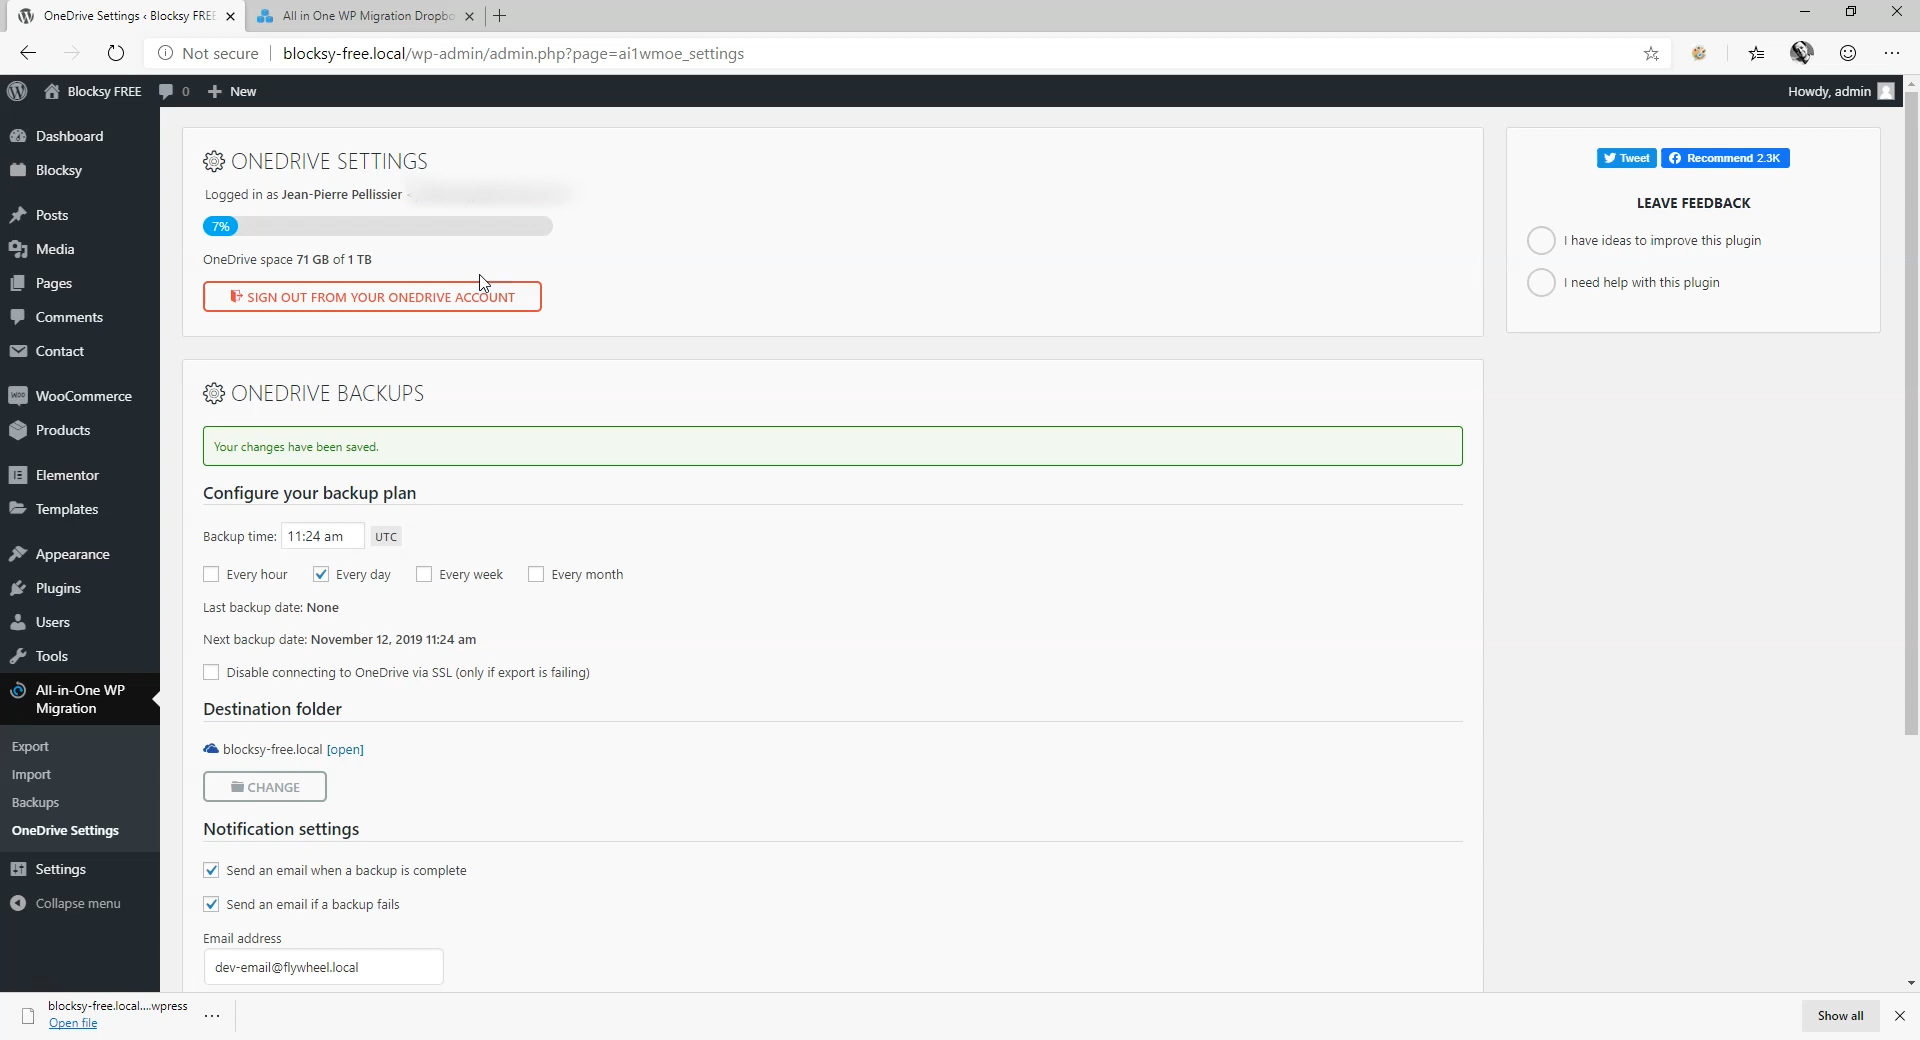 OneDrive Settings ‹ Blocksy FREE
All in One WP Migration Dropbo
Not secure
blocksy-free.local/wp-admin/admin.php?page=ai1wmoe_settings
Blocksy FREE
0
New
Howdy, admin
Dashboard
Blocksy
Posts
Media
Pages
Comments
Contact
WooCommerce
Products
Elementor
Templates
Appearance
Plugins
Users
Tools
All-in-One WP
Migration
Export
Import
Backups
OneDrive Settings
Settings
Collapse menu
ONEDRIVE SETTINGS
Logged in as Jean-Pierre Pellissier
7%
OneDrive space 71 GB of 1 TB
SIGN OUT FROM YOUR ONEDRIVE ACCOUNT
ONEDRIVE BACKUPS
Your changes have been saved.
Configure your backup plan
Backup time: 11:24 am UTC
Every hour Every day Every week Every month
Last backup date: None
Next backup date: November 12, 2019 11:24 am
Disable connecting to OneDrive via SSL (only if export is failing)
Destination folder
blocksy-free.local [open]
CHANGE
Notification settings
Send an email when a backup is complete
Send an email if a backup fails
Email address
dev-email@flywheel.local
Tweet
Recommend 2.3K
LEAVE FEEDBACK
I have ideas to improve this plugin
I need help with this plugin
blocksy-free.local....wpress
Open file
Show all